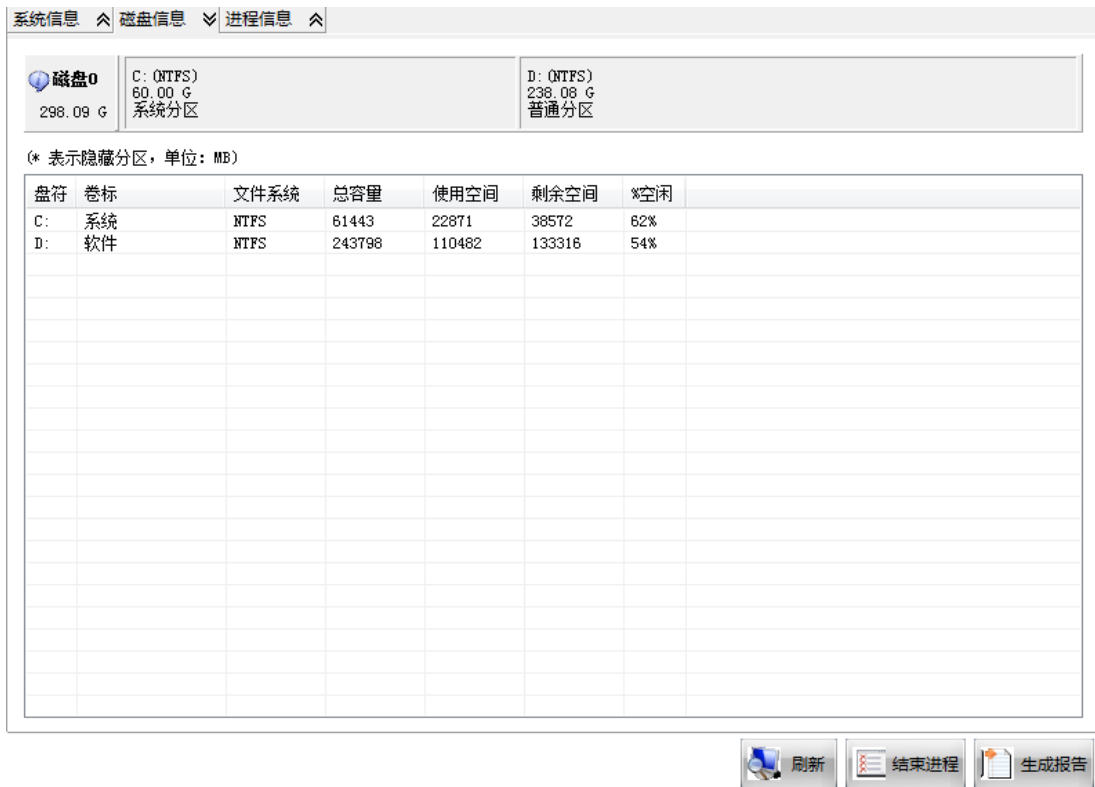 系统信息 磁盘信息 进程信息
磁盘0
298.09 G
C: (NTFS)
60.00 G
系统分区
D: (NTFS)
238.08 G
普通分区
(* 表示隐藏分区，单位: MB)
盘符 卷标 文件系统 总容量 使用空间 剩余空间 %空闲
C: 系统 NTFS 61443 22871 38572 62%
D: 软件 NTFS 243798 110482 133316 54%
刷新 结束进程 生成报告